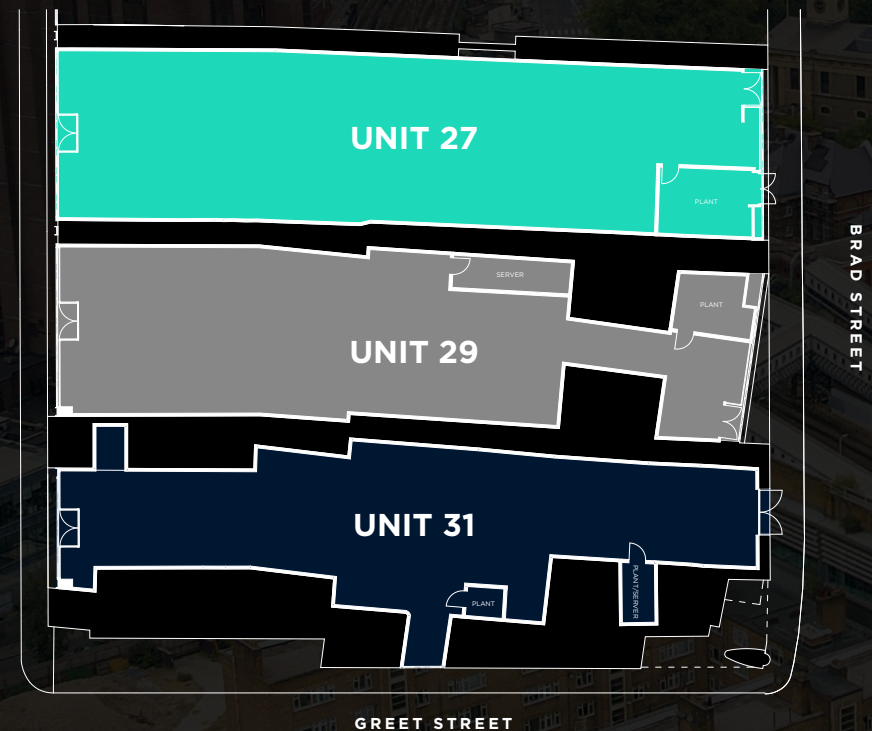 UNIT 27
PLANT
SERVER
PLANT
UNIT 29
BRAD STREET
UNIT 31
PLANT
PLANT/SERVER
GREET STREET